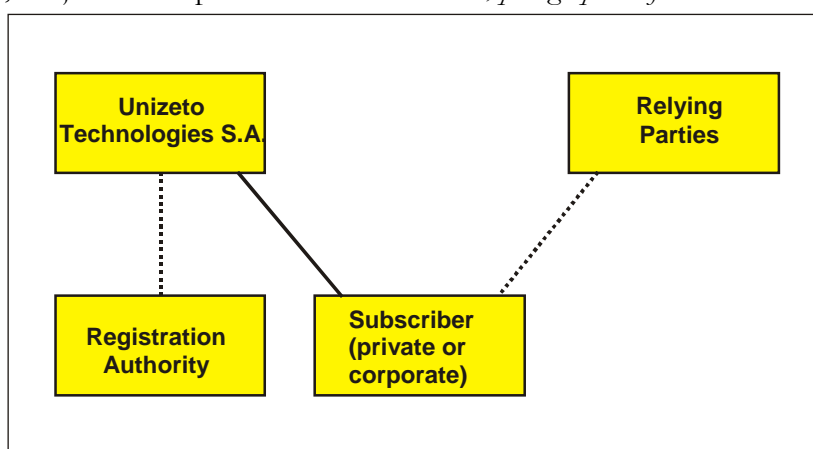 Unizeto
Technologies S.A.
Relying
Parties
Registration
Authority
Subscriber
(private or
corporate)